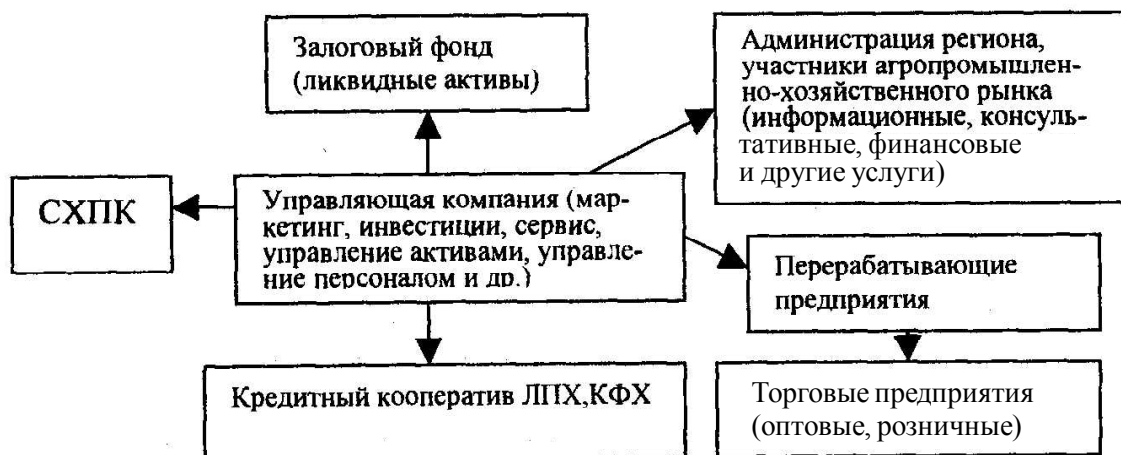 Залоговый фонд
(ликвидные активы)
Администрация региона,
участники агропромышлен-
но-хозяйственного рынка
(информационные, консуль-
тативные, финансовые
и другие услуги)
СХПК
Управляющая компания (мар-
кетинг, инвестиции, сервис,
управление активами, управле-
ние персоналом и др.)
Перерабатывающие
предприятия
Кредитный кооператив ЛПХ,КФХ
Торговые предприятия
(оптовые, розничные)